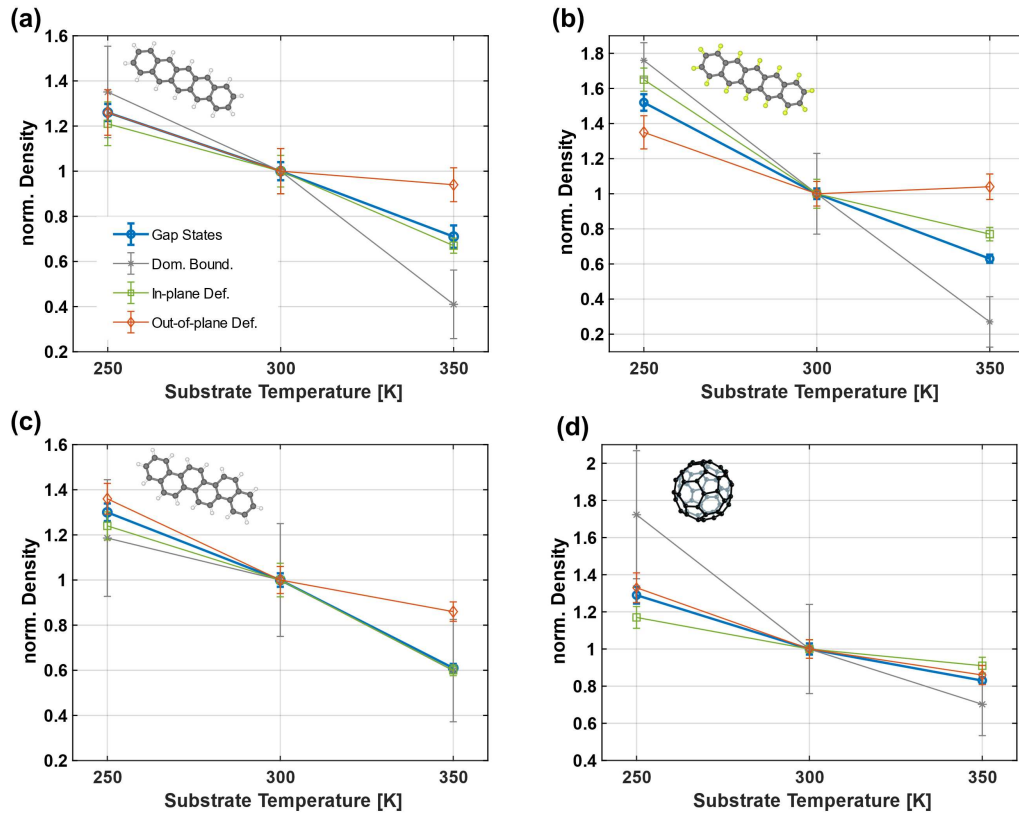 (a)
1.6
1.4
1.2
1
0.8
0.6
0.4
0.2
norm. Density
Gap States
Dom. Bound.
In-plane Def.
Out-of-plane Def.
250
300
350
Substrate Temperature [K]
(b)
1.8
1.6
1.4
1.2
1
0.8
0.6
0.4
0.2
norm. Density
250
300
350
Substrate Temperature [K]
(c)
1.6
1.4
1.2
1
0.8
0.6
0.4
0.2
norm. Density
250
300
350
Substrate Temperature [K]
(d)
2
1.8
1.6
1.4
1.2
1
0.8
0.6
0.4
norm. Density
250
300
350
Substrate Temperature [K]